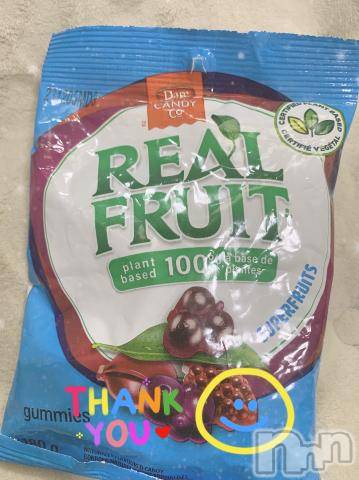 Dare
CANDY
Co.
CERTIFIED PLANT BASED
CERTIFIÉ VÉGÉTAL
REAL
FRUIT
plant
based
100%
à base de
plantes
SUPERFRUITS
gummies
THANK
YOU